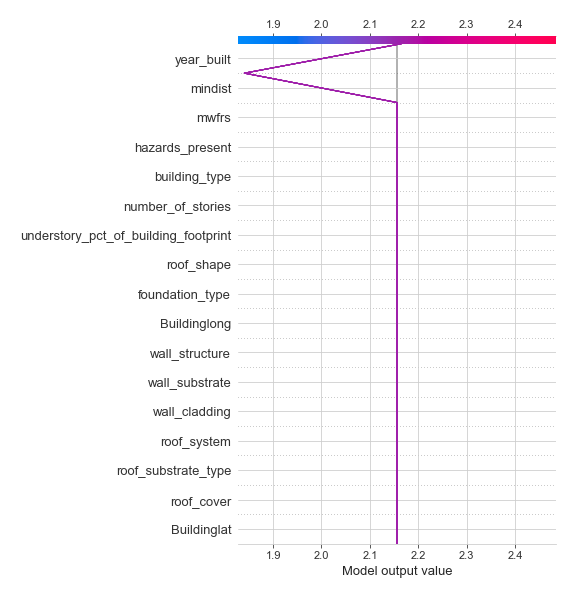 1.9 2.0 2.1 2.2 2.3 2.4
year_built
mindist
mwfrs
hazards_present
building_type
number_of_stories
understory_pct_of_building_footprint
roof_shape
foundation_type
Buildinglong
wall_structure
wall_substrate
wall_cladding
roof_system
roof_substrate_type
roof_cover
Buildinglat
1.9 2.0 2.1 2.2 2.3 2.4
Model output value